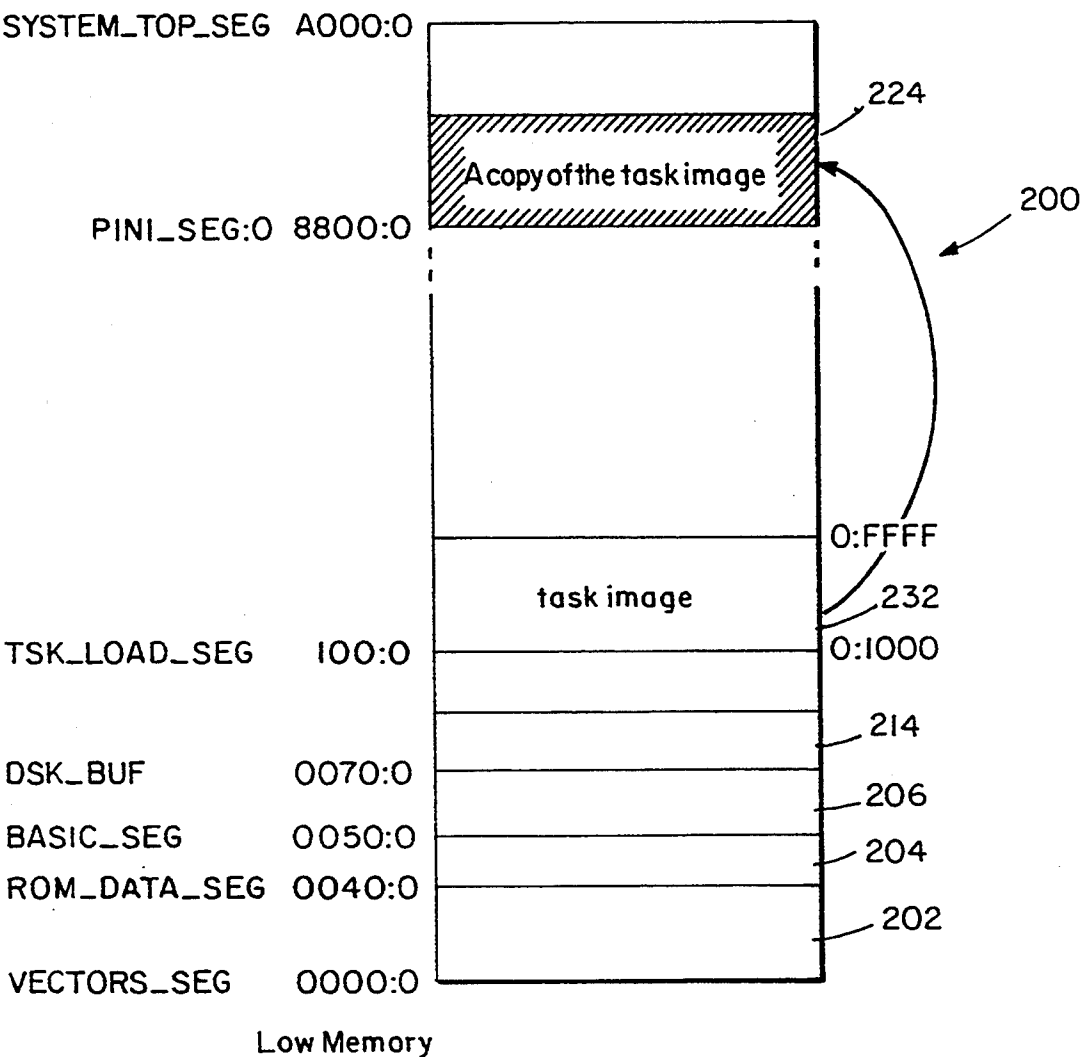 SYSTEM_TOP_SEG A000:0
224
A copy of the task image
200
PINI_SEG:0 8800:0
0:FFFF
task image
232
TSK_LOAD_SEG 100:0
0:1000
214
DSK_BUF 0070:0
206
BASIC_SEG 0050:0
204
ROM_DATA_SEG 0040:0
202
VECTORS_SEG 0000:0
Low Memory